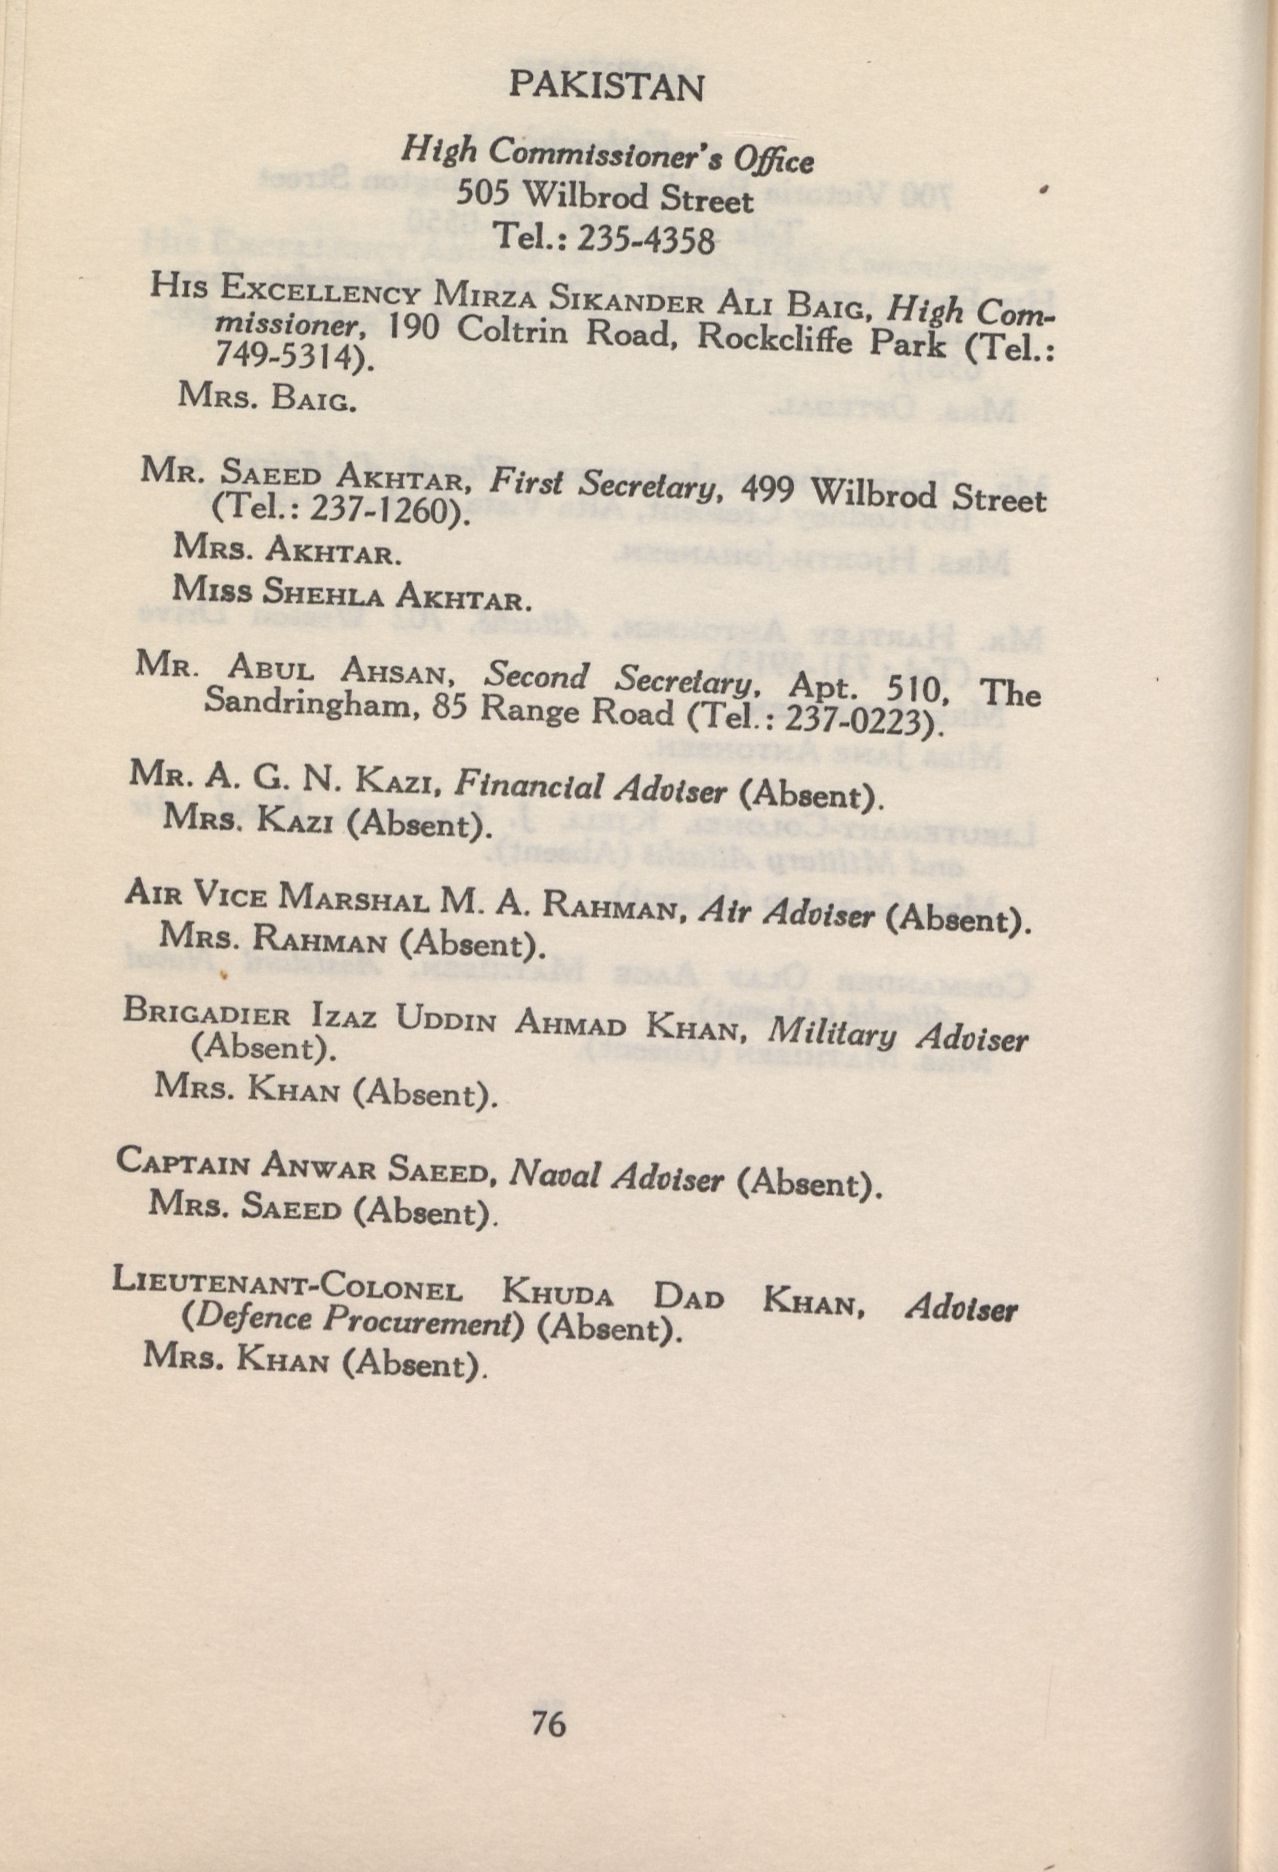 PAKISTAN
High Commissioner's Office
505 Wilbrod Street
Tel.: 235-4358
His Excellency Mirza Sikander Ali Baig, High Com-
missioner, 190 Coltrin Road, Rockcliffe Park (Tel.:
749-5314).
Mrs. Baig.
Mr. Saeed Akhtar, First Secretary, 499 Wilbrod Street
(Tel.: 237-1260).
Mrs. Akhtar.
Miss Shehla Akhtar.
Mr. Abul Ahsan, Second Secretary, Apt. 510, The
Sandringham, 85 Range Road (Tel.: 237-0223).
Mr. A. G. N. Kazi, Financial Adviser (Absent).
Mrs. Kazi (Absent).
Air Vice Marshal M. A. Rahman, Air Adviser (Absent).
Mrs. Rahman (Absent).
Brigadier Izaz Uddin Ahmad Khan, Military Adviser
(Absent).
Mrs. Khan (Absent).
Captain Anwar Saeed, Naval Adviser (Absent).
Mrs. Saeed (Absent).
Lieutenant-Colonel Khuda Dad Khan, Adviser
(Defence Procurement) (Absent).
Mrs. Khan (Absent).
76